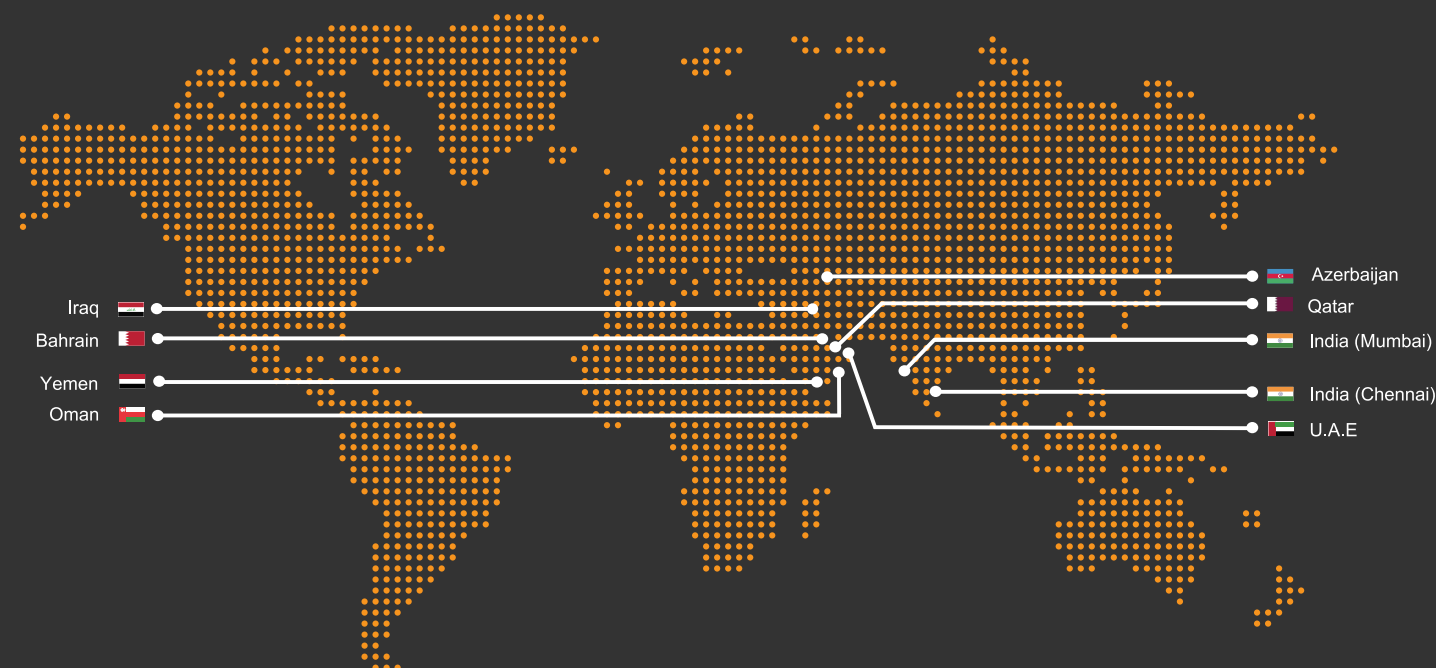 Iraq
Bahrain
Yemen
Oman
Azerbaijan
Qatar
India (Mumbai)
India (Chennai)
U.A.E